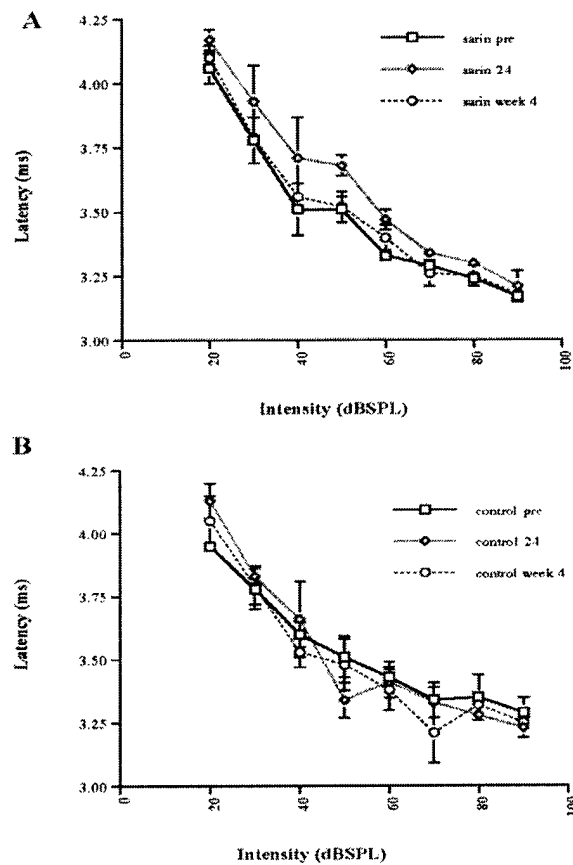 A
sarin pre
sarin 24
sarin week 4
Latency (ms)
4.25
4.00
3.75
3.50
3.25
3.00
0
20
40
60
80
100
Intensity (dBSPL)
B
control pre
control 24
control week 4
Latency (ms)
4.25
4.00
3.75
3.50
3.25
3.00
0
20
40
60
80
100
Intensity (dBSPL)